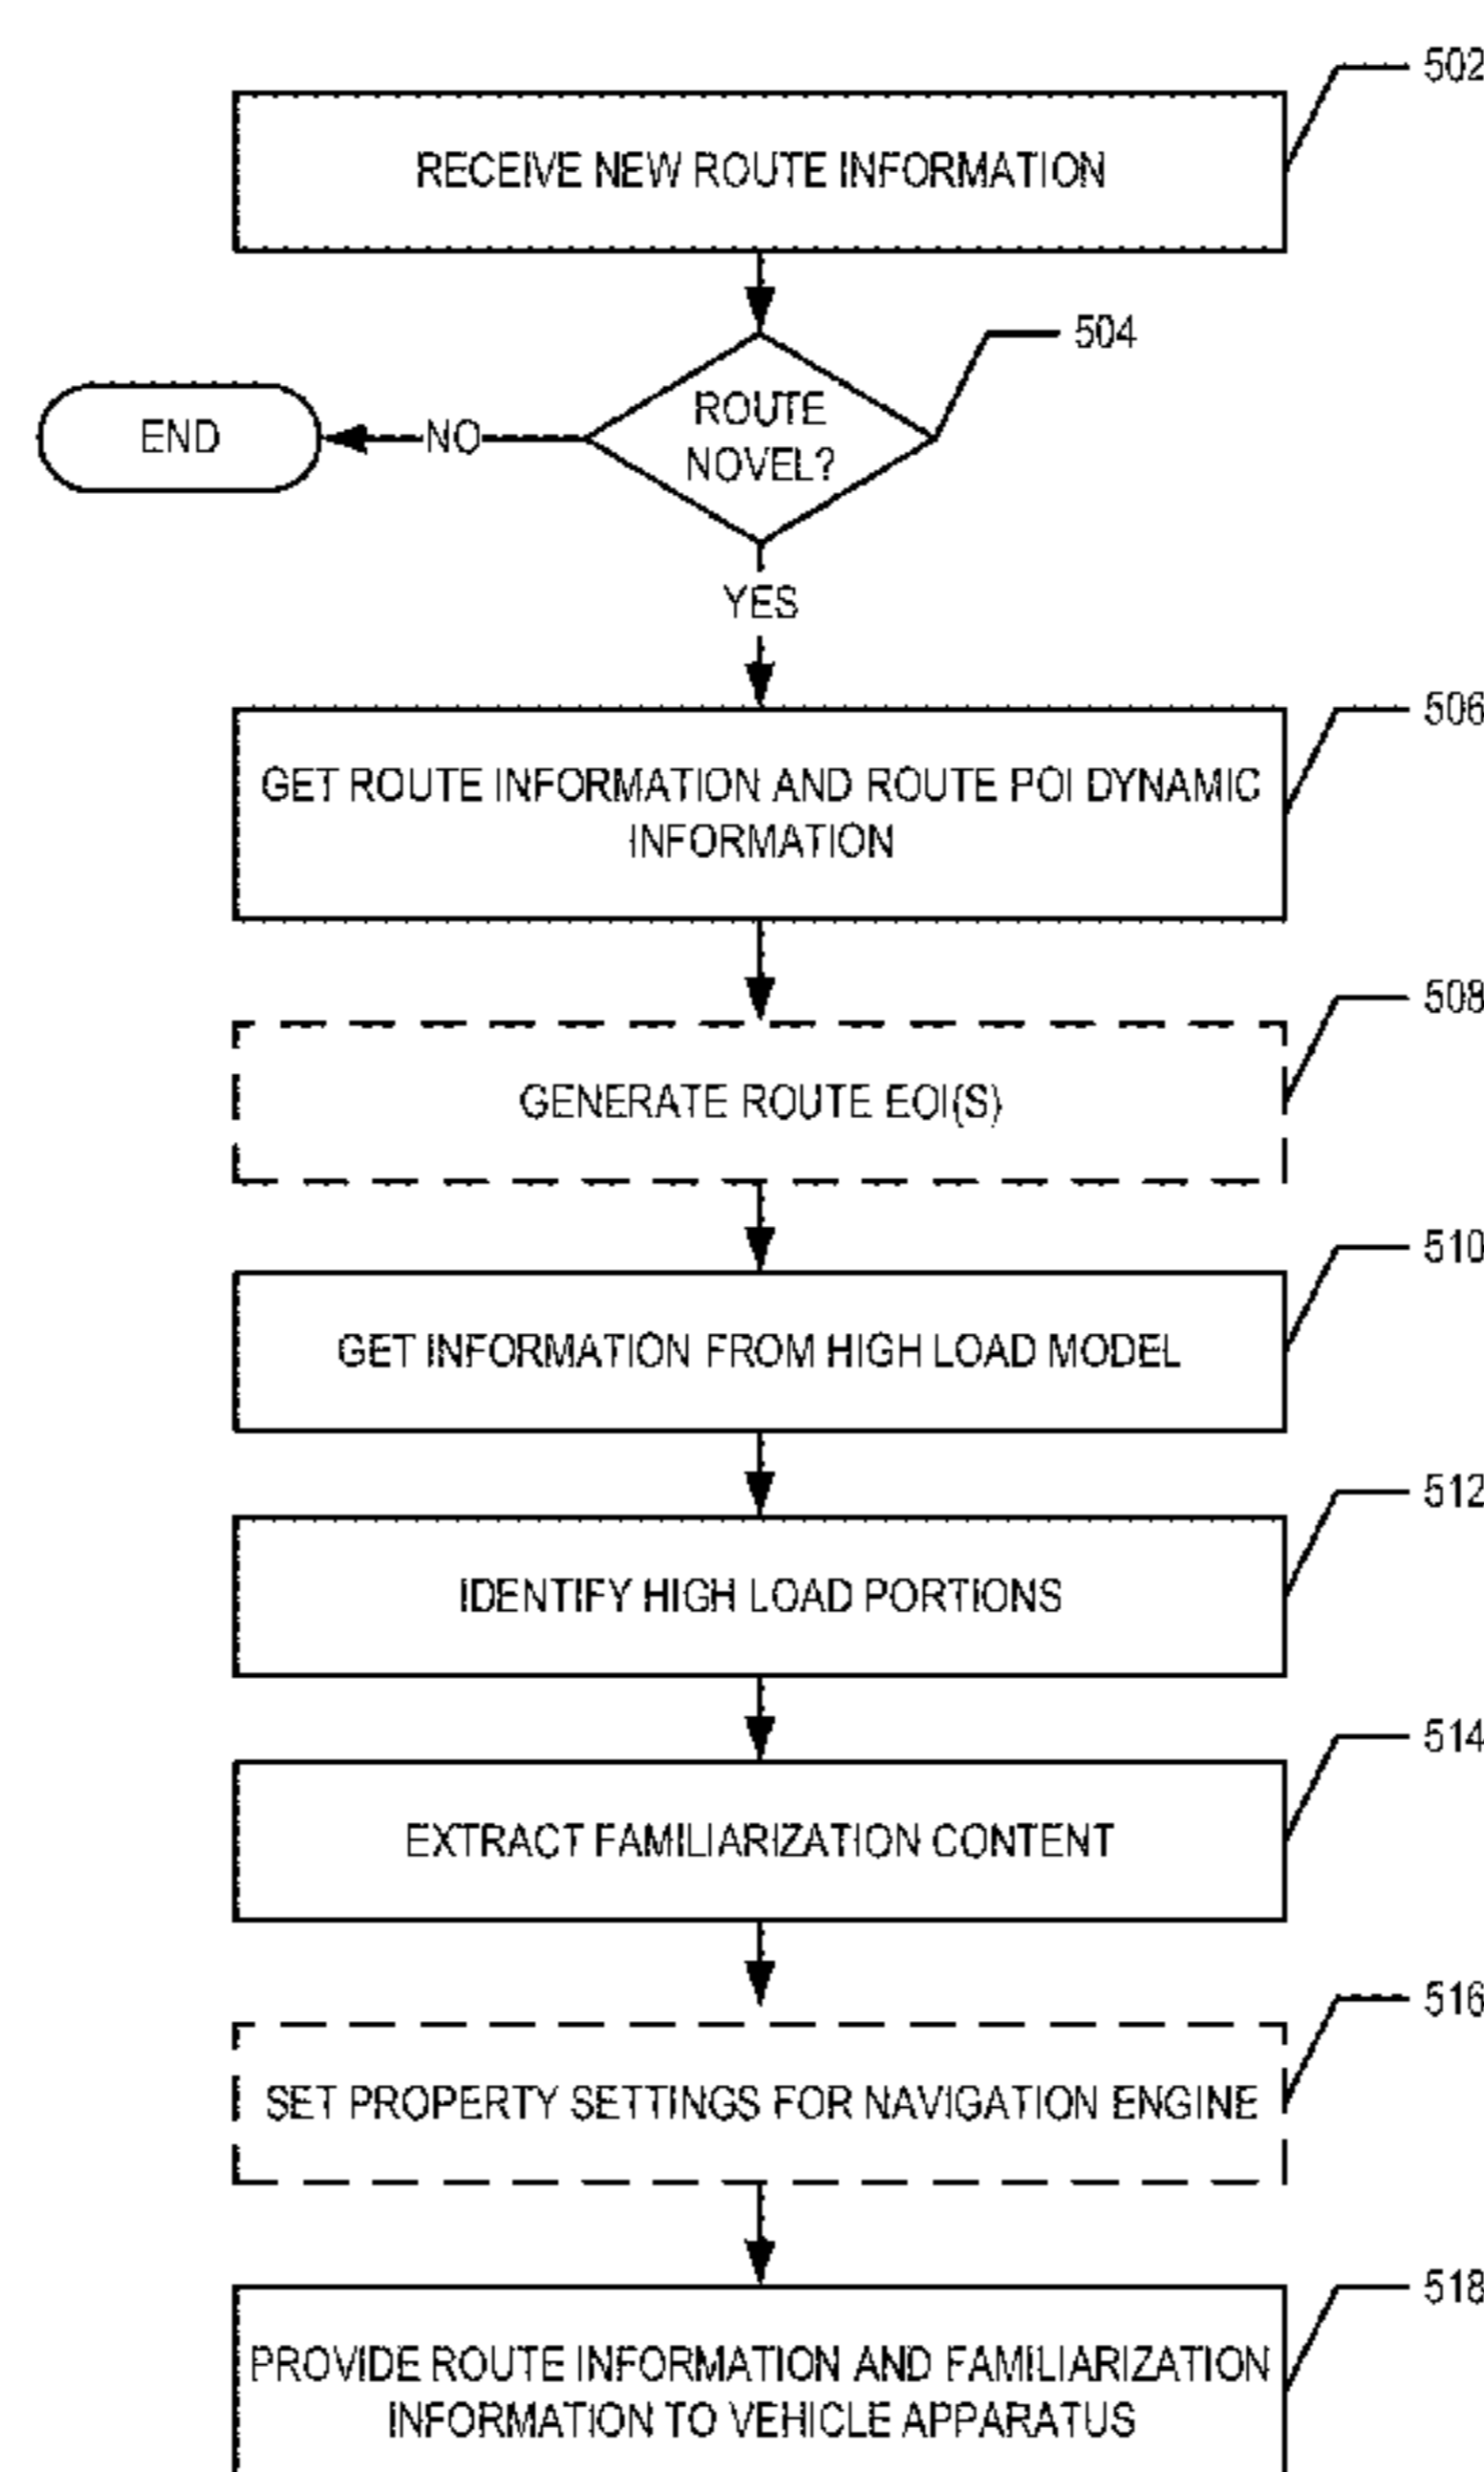 502
RECEIVE NEW ROUTE INFORMATION
504
ROUTE
NOVEL?
NO
END
YES
506
GET ROUTE INFORMATION AND ROUTE POI DYNAMIC
INFORMATION
508
GENERATE ROUTE EOI(S)
510
GET INFORMATION FROM HIGH LOAD MODEL
512
IDENTIFY HIGH LOAD PORTIONS
514
EXTRACT FAMILIARIZATION CONTENT
516
SET PROPERTY SETTINGS FOR NAVIGATION ENGINE
518
PROVIDE ROUTE INFORMATION AND FAMILIARIZATION
INFORMATION TO VEHICLE APPARATUS